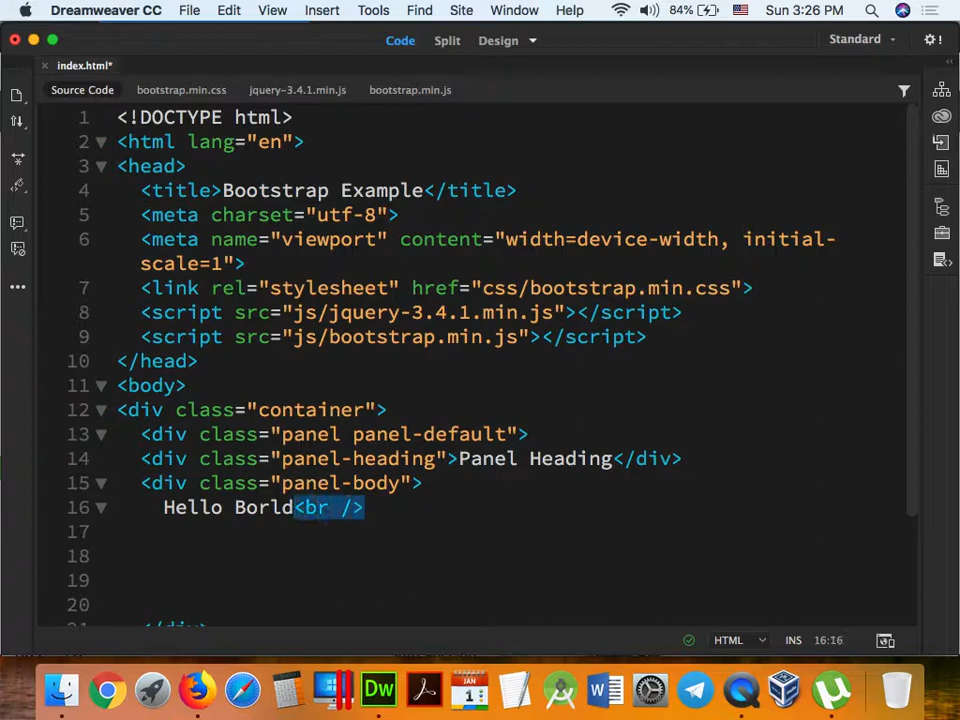 Dreamweaver CC File Edit View Insert Tools Find Site Window Help 84% Sun 3:26 PM
Code Split Design Standard
index.html*
Source Code bootstrap.min.css jquery-3.4.1.min.js bootstrap.min.js
1 <!DOCTYPE html>
2 <html lang="en">
3 <head>
4 <title>Bootstrap Example</title>
5 <meta charset="utf-8">
6 <meta name="viewport" content="width=device-width, initial-
scale=1">
7 <link rel="stylesheet" href="css/bootstrap.min.css">
8 <script src="js/jquery-3.4.1.min.js"></script>
9 <script src="js/bootstrap.min.js"></script>
10 </head>
11 <body>
12 <div class="container">
13 <div class="panel panel-default">
14 <div class="panel-heading">Panel Heading</div>
15 <div class="panel-body">
16 Hello Borld<br />
17
18
19
20
21 </div>
HTML INS 16:16
Dw JAN 1 W